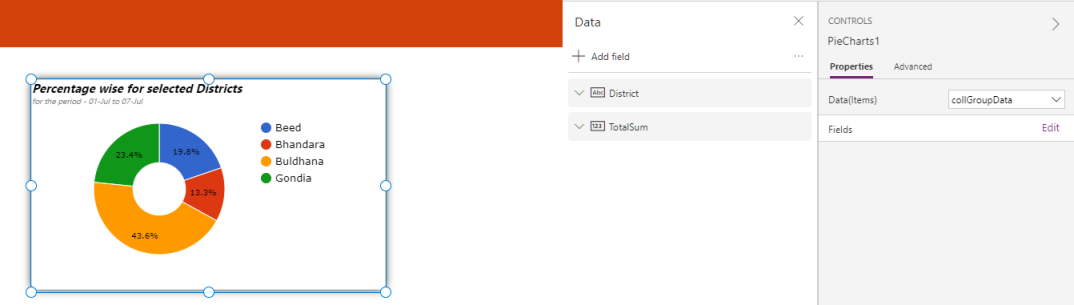 Percentage wise for selected Districts
for the period - 01-Jul to 07-Jul
23.4%
19.8%
13.3%
43.6%
Beed
Bhandara
Buldhana
Gondia
Data
Add field
...
Abc District
123 TotalSum
CONTROLS
PieCharts1
Properties Advanced
Data(Items) collGroupData
Fields Edit